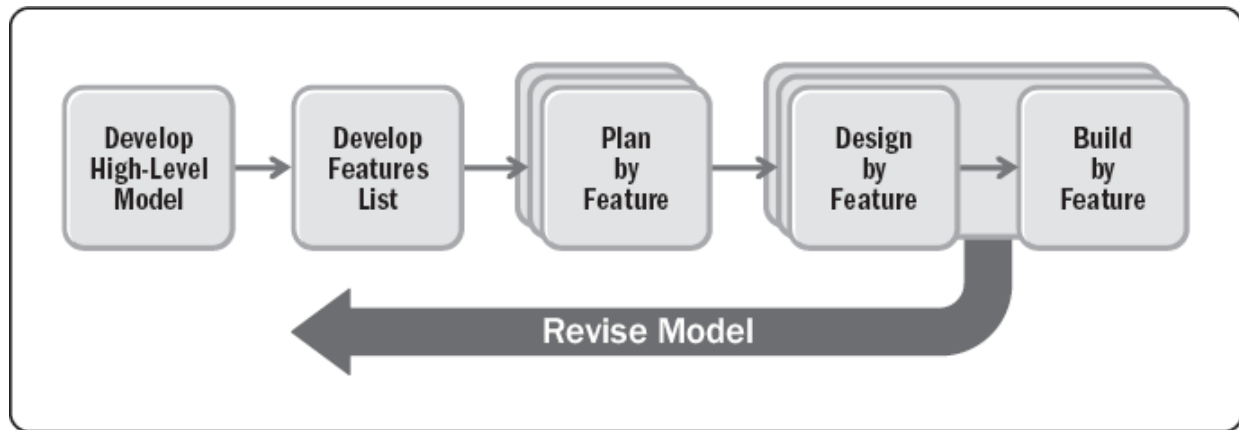 Develop
High-Level
Model
Develop
Features
List
Plan
by
Feature
Design
by
Feature
Build
by
Feature
Revise Model